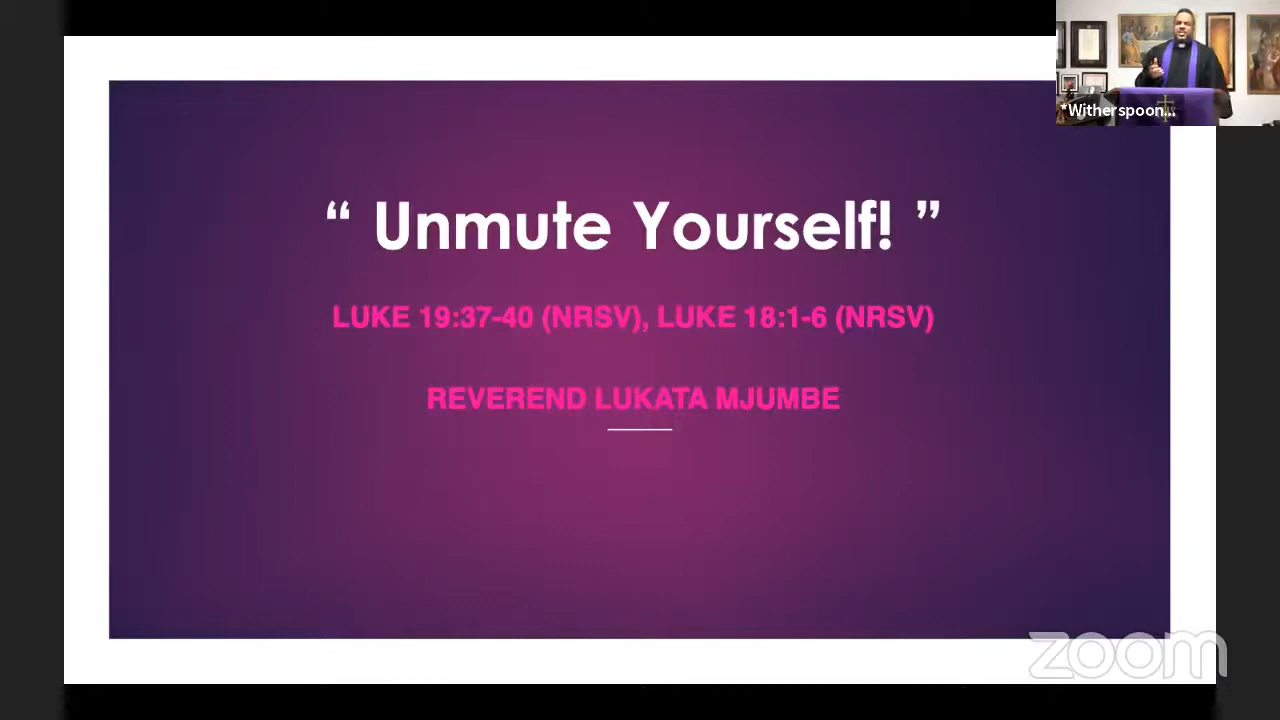 *Witherspoon...
“ Unmute Yourself! ”
LUKE 19:37-40 (NRSV), LUKE 18:1-6 (NRSV)
REVEREND LUKATA MJUMBE
zoom